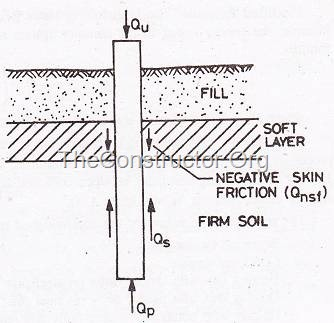 Qu
FILL
SOFT
LAYER
TheConstructor.Org
NEGATIVE SKIN
FRICTION (Qnsf)
FIRM SOIL
Qs
Qp